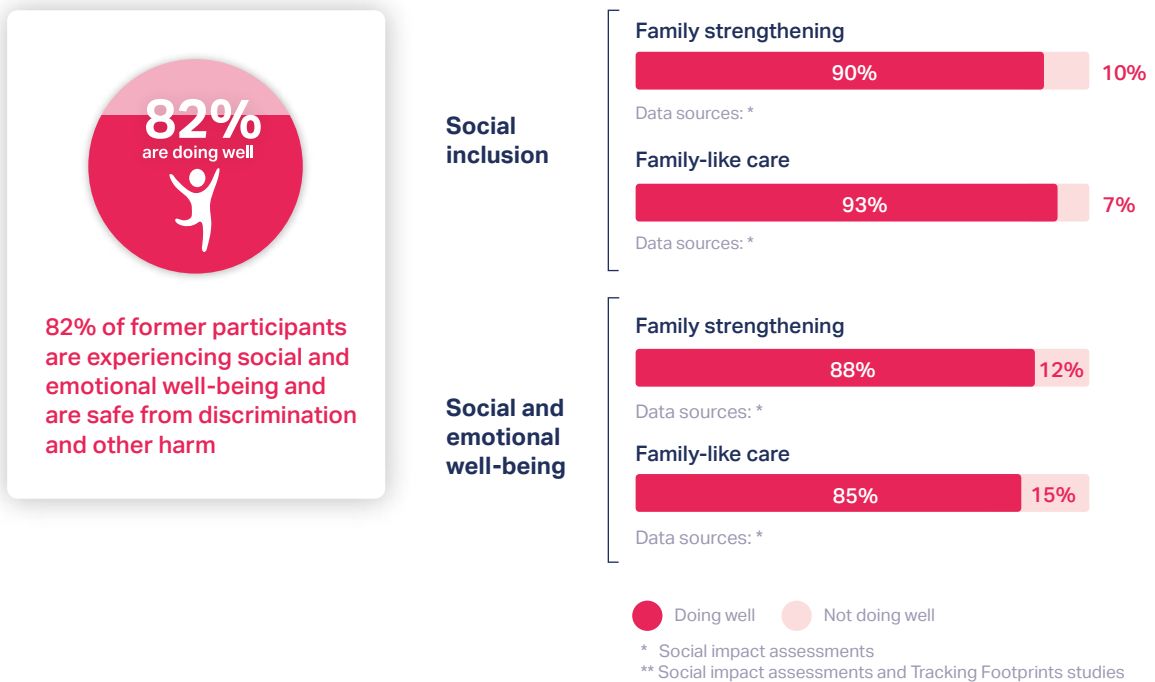 82%
are doing well
82% of former participants
are experiencing social and
emotional well-being and
are safe from discrimination
and other harm
Social
inclusion
Family strengthening
90%
10%
Data sources: *
Family-like care
93%
7%
Data sources: *
Social and
emotional
well-being
Family strengthening
88%
12%
Data sources: *
Family-like care
85%
15%
Data sources: *
Doing well
Not doing well
* Social impact assessments
** Social impact assessments and Tracking Footprints studies